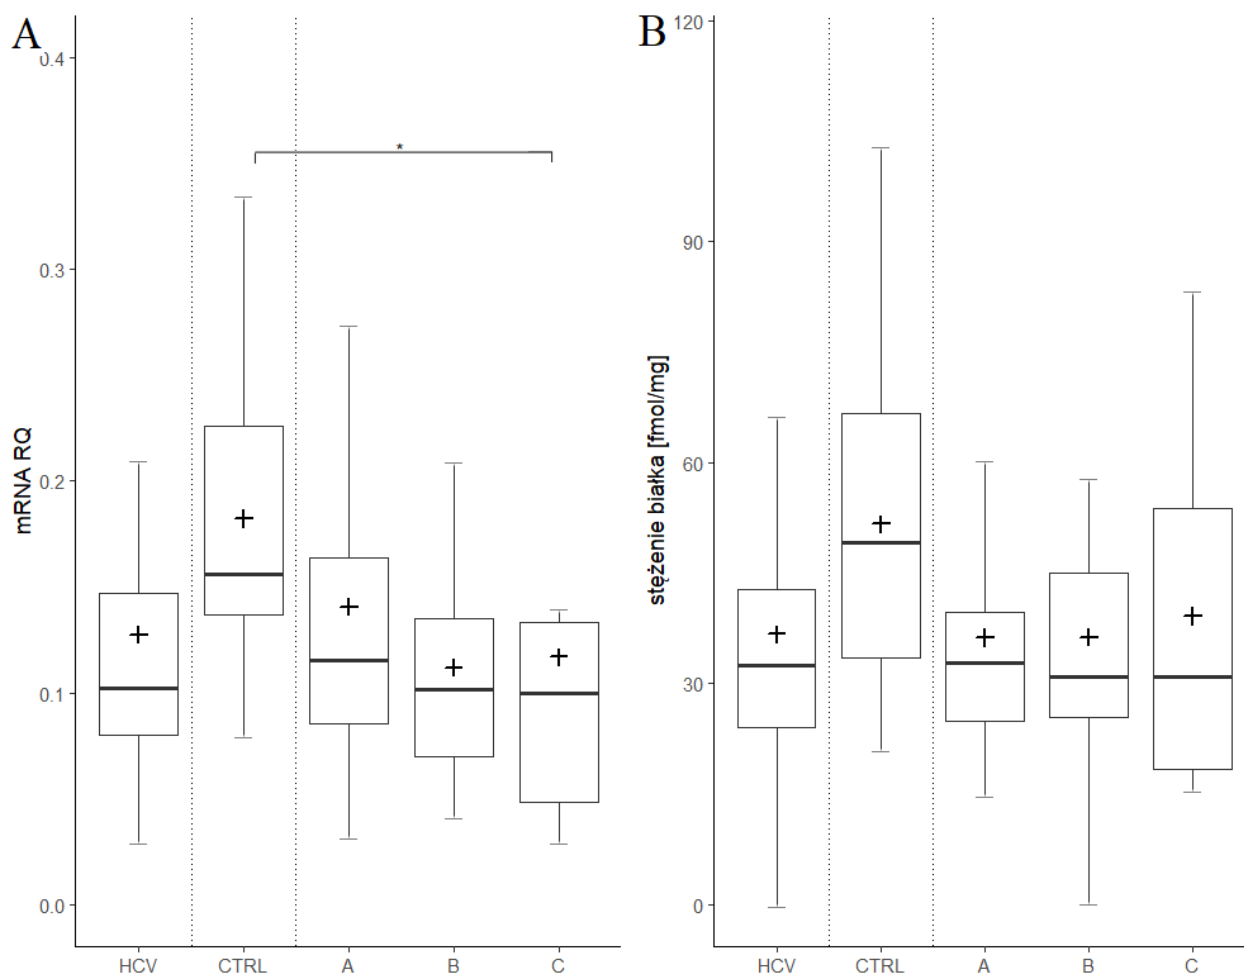 A
B
0.4
0.3
0.2
0.1
0.0
mRNA RQ
*
HCV CTRL A B C
120
90
60
30
0
stężenie białka [fmol/mg]
HCV CTRL A B C